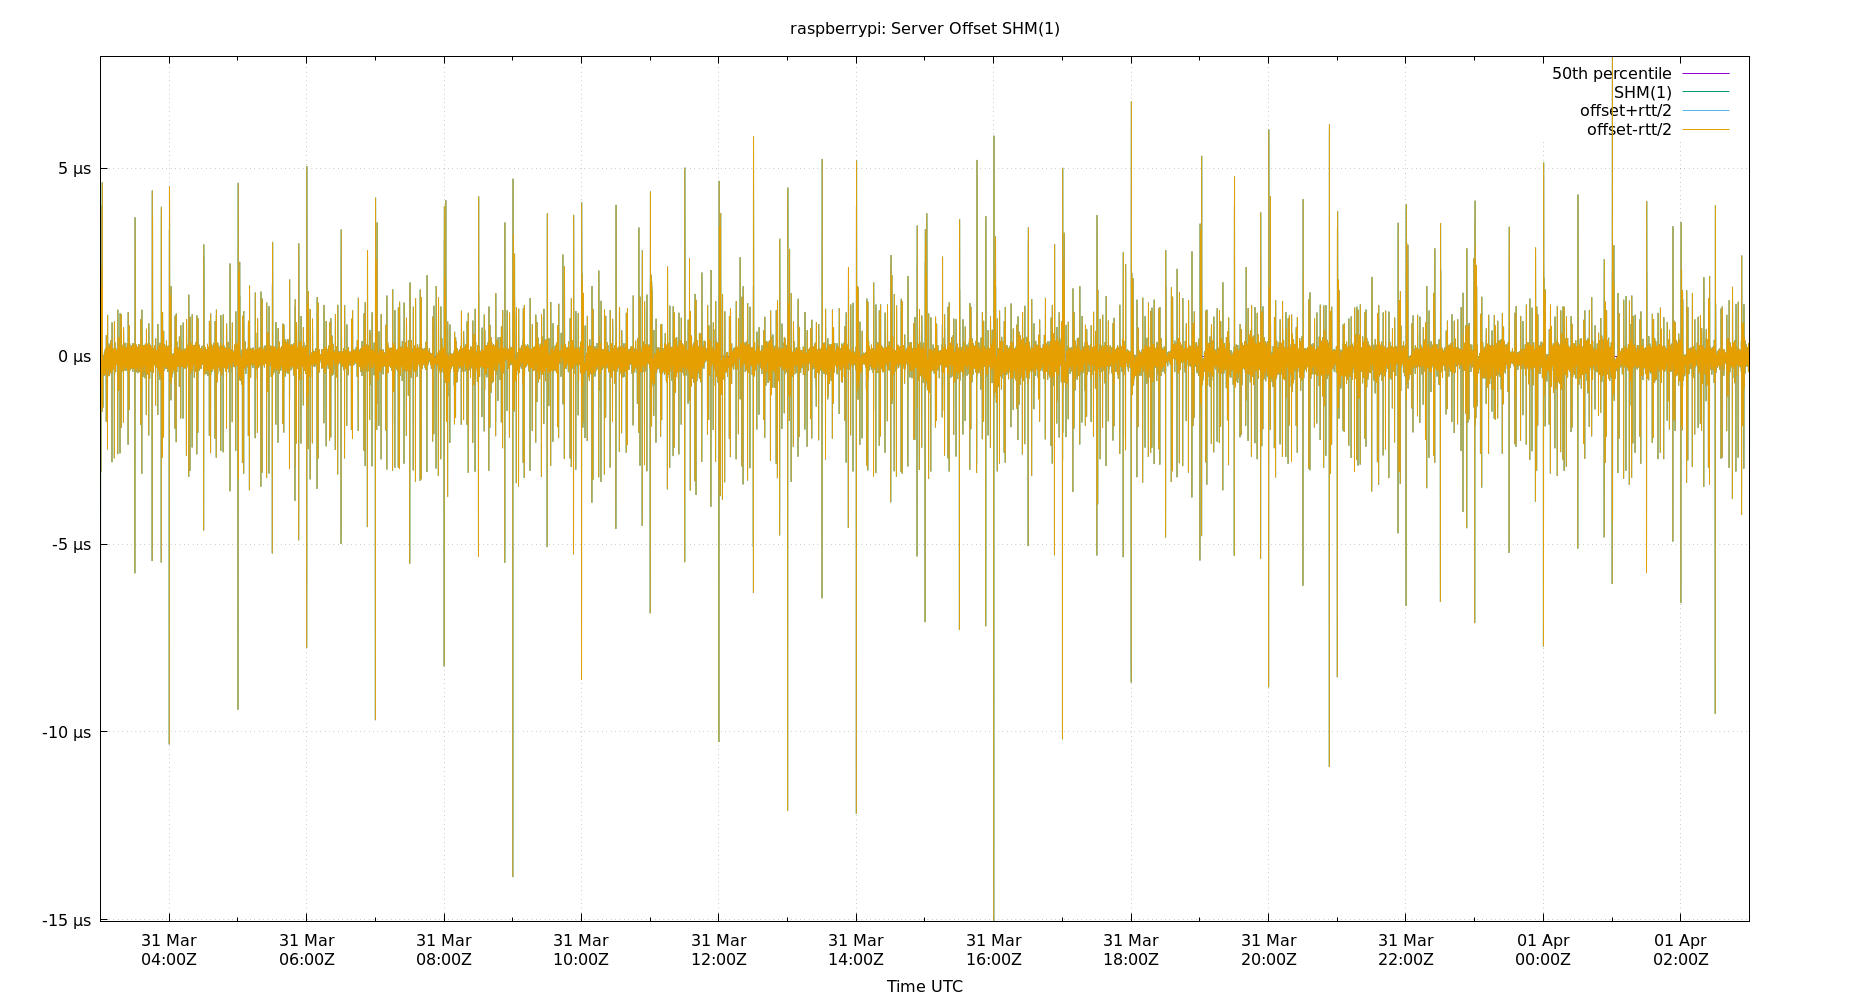 raspberrypi: Server Offset SHM(1)
50th percentile
SHM(1)
offset+rtt/2
offset-rtt/2
5 µs
0 µs
-5 µs
-10 µs
-15 µs
31 Mar 31 Mar 31 Mar 31 Mar 31 Mar 31 Mar 31 Mar 31 Mar 31 Mar 31 Mar 01 Apr 01 Apr
04:00Z 06:00Z 08:00Z 10:00Z 12:00Z 14:00Z 16:00Z 18:00Z 20:00Z 22:00Z 00:00Z 02:00Z
Time UTC